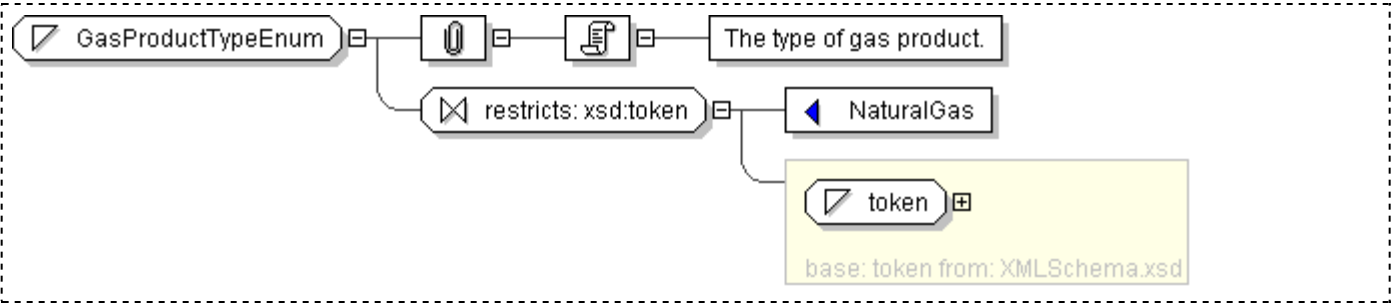 GasProductTypeEnum
The type of gas product.
restricts: xsd:token
NaturalGas
token
base: token from: XMLSchema.xsd